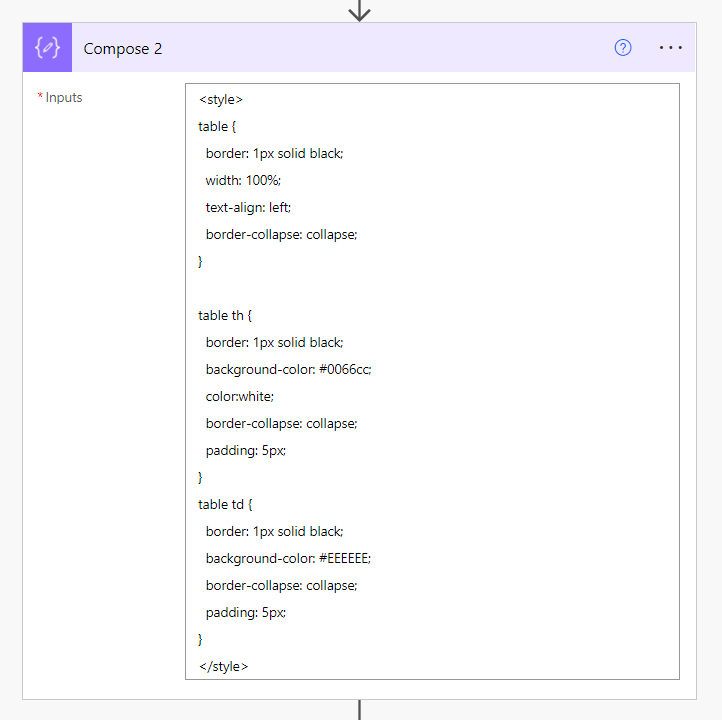 Compose 2
*Inputs
<style>
table {
border: 1px solid black;
width: 100%;
text-align: left;
border-collapse: collapse;
}
table th {
border: 1px solid black;
background-color: #0066cc;
color:white;
border-collapse: collapse;
padding: 5px;
}
table td {
border: 1px solid black;
background-color: #EEEEEE;
border-collapse: collapse;
padding: 5px;
}
</style>